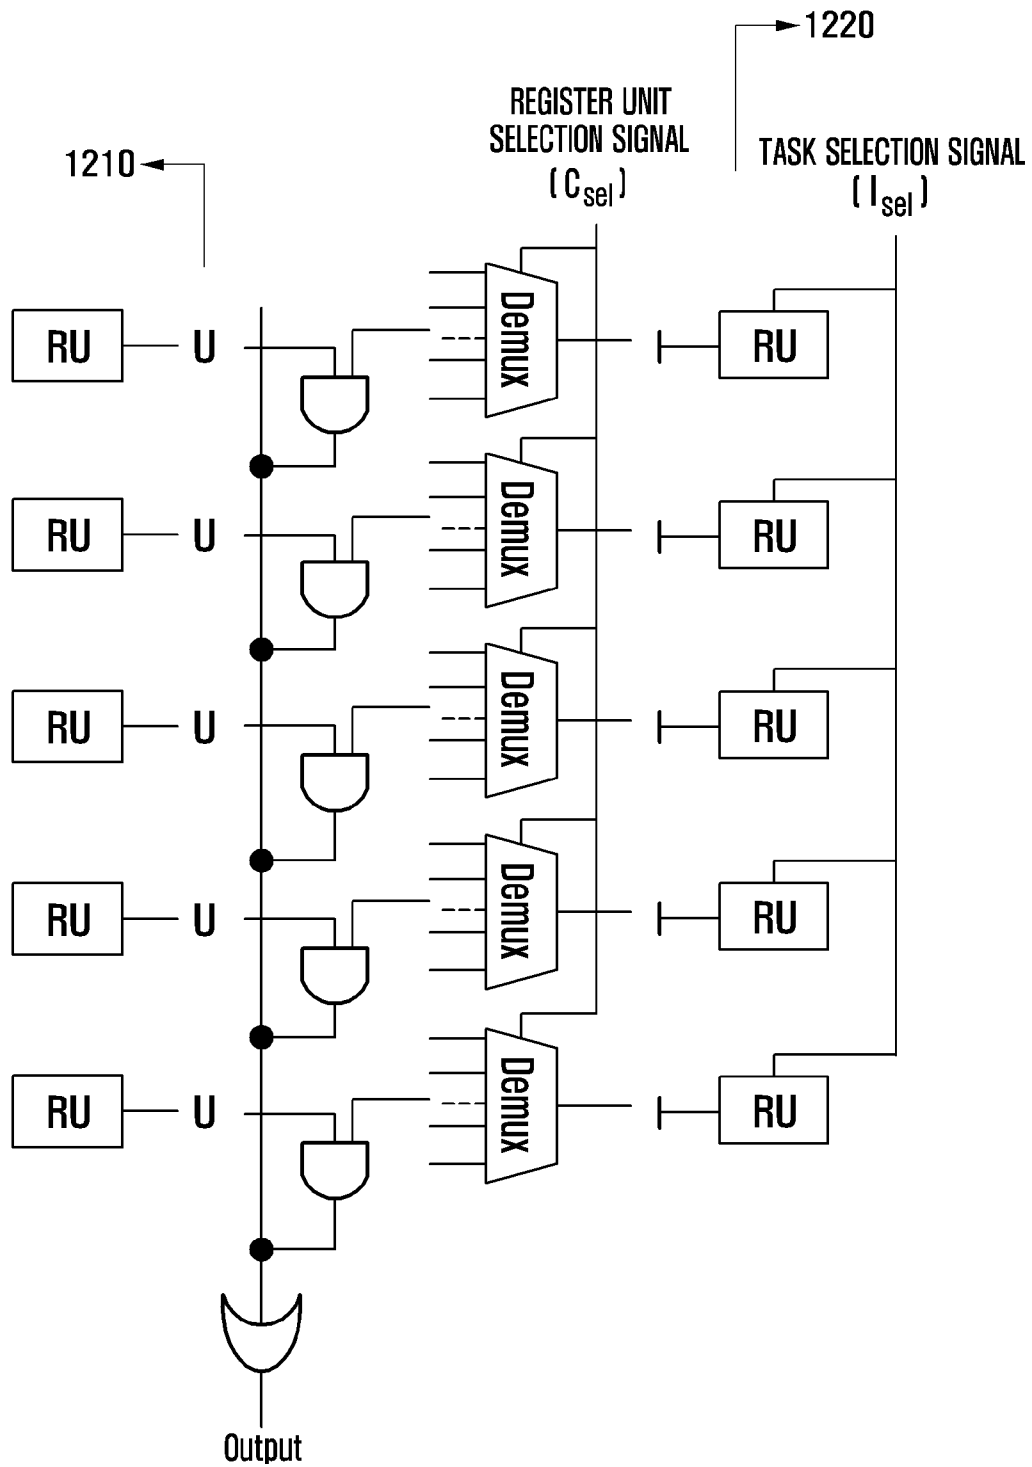 1220
REGISTER UNIT
SELECTION SIGNAL
(Csel)
TASK SELECTION SIGNAL
(Isel)
1210
RU U Demux RU
RU U Demux RU
RU U Demux RU
RU U Demux RU
RU U Demux RU
Output